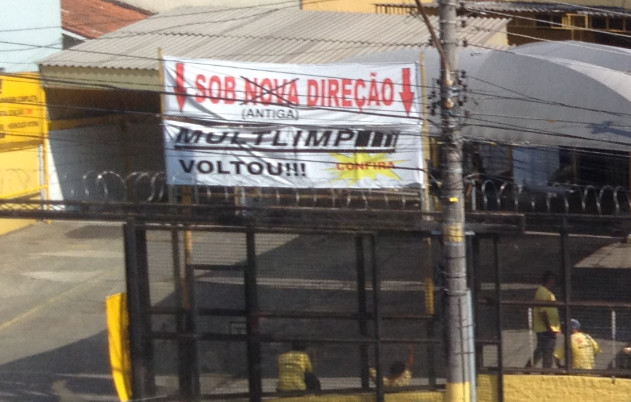 SOB NOVA DIREÇÃO
(ANTIGA)
MULTLIMP
VOLTOU!!!
CONFIRA